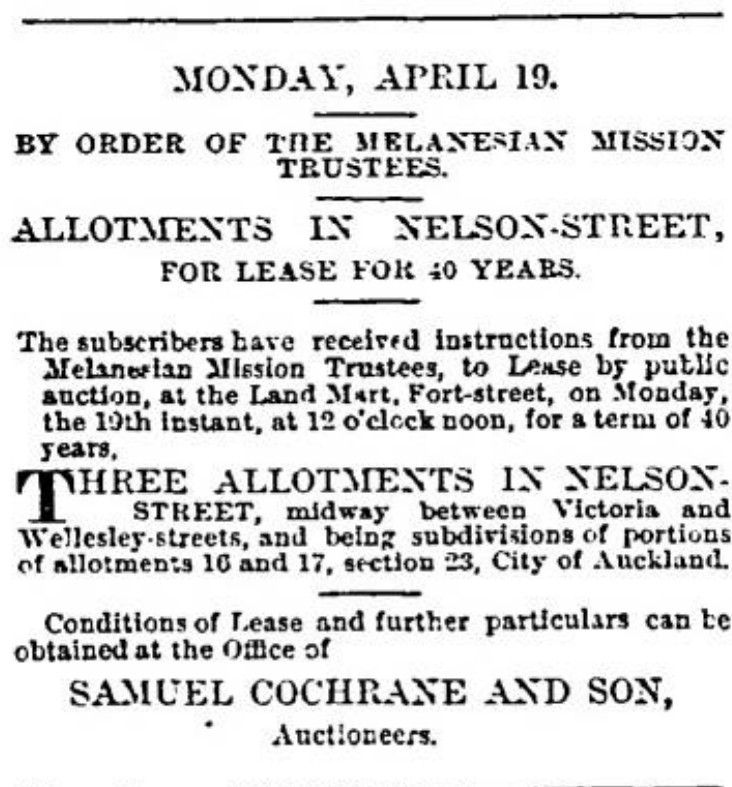 MONDAY, APRIL 19.
BY ORDER OF THE MELANESIAN MISSION
TRUSTEES.
ALLOTMENTS IN NELSON-STREET,
FOR LEASE FOR 40 YEARS.
The subscribers have received instructions from the
Melanesian Mission Trustees, to Lease by public
auction, at the Land Mart, Fort-street, on Monday,
the 19th instant, at 12 o'clock noon, for a term of 40
years,
THREE ALLOTMENTS IN NELSON-
STREET, midway between Victoria and
Wellesley-streets, and being subdivisions of portions
of allotments 16 and 17, section 23, City of Auckland.
Conditions of Lease and further particulars can be
obtained at the Office of
SAMUEL COCHRANE AND SON,
Auctioneers.